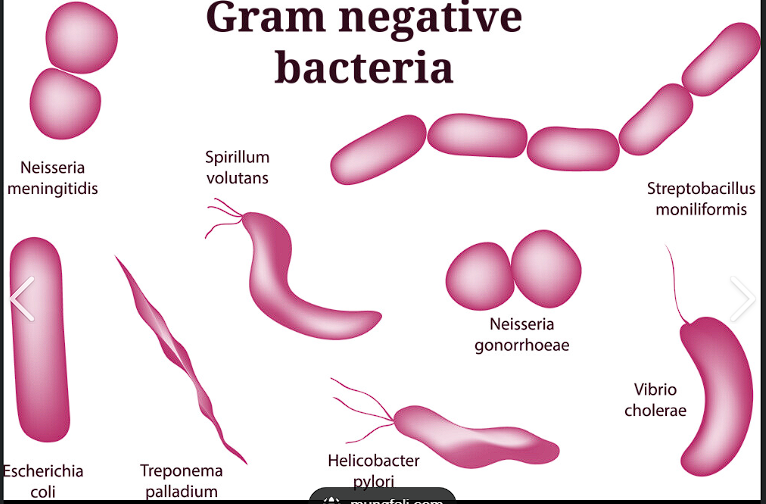 Gram negative
bacteria
Neisseria
meningitidis
Spirillum
volutans
Streptobacillus
moniliformis
Neisseria
gonorrhoeae
Vibrio
cholerae
Escherichia
coli
Treponema
palladium
Helicobacter
pylori